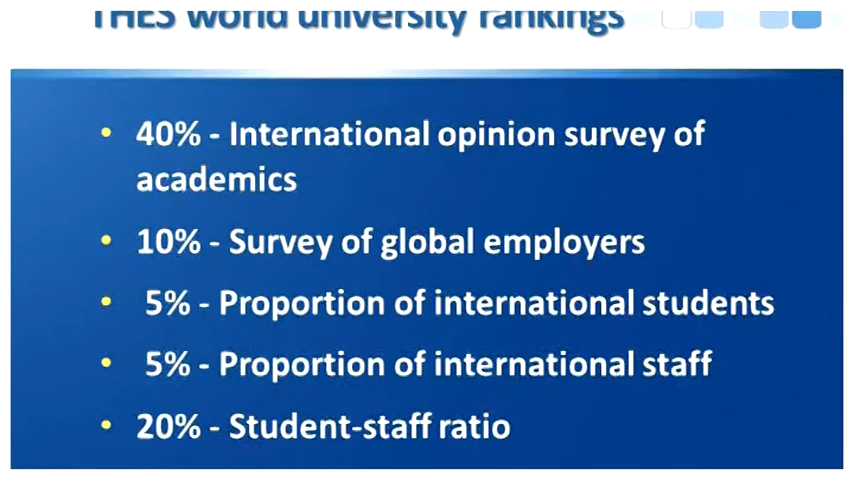 THES world university rankings
• 40% - International opinion survey of
academics
• 10% - Survey of global employers
• 5% - Proportion of international students
• 5% - Proportion of international staff
• 20% - Student-staff ratio